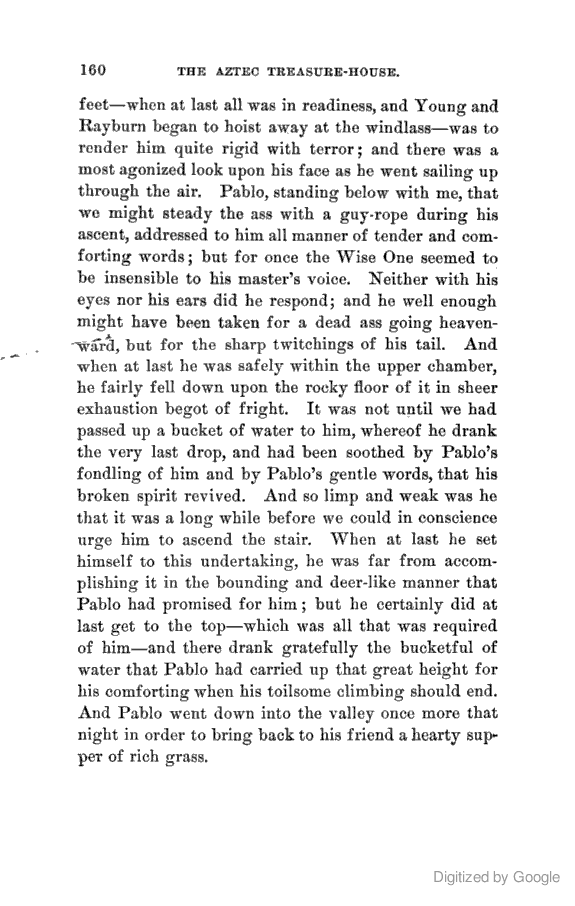 160 THE AZTEC TREASURE-HOUSE.
feet—when at last all was in readiness, and Young and
Rayburn began to hoist away at the windlass—was to
render him quite rigid with terror; and there was a
most agonized look upon his face as he went sailing up
through the air. Pablo, standing below with me, that
we might steady the ass with a guy-rope during his
ascent, addressed to him all manner of tender and com-
forting words; but for once the Wise One seemed to
be insensible to his master's voice. Neither with his
eyes nor his ears did he respond; and he well enough
might have been taken for a dead ass going heaven-
ward, but for the sharp twitchings of his tail. And
when at last he was safely within the upper chamber,
he fairly fell down upon the rocky floor of it in sheer
exhaustion begot of fright. It was not until we had
passed up a bucket of water to him, whereof he drank
the very last drop, and had been soothed by Pablo's
fondling of him and by Pablo's gentle words, that his
broken spirit revived. And so limp and weak was he
that it was a long while before we could in conscience
urge him to ascend the stair. When at last he set
himself to this undertaking, he was far from accom-
plishing it in the bounding and deer-like manner that
Pablo had promised for him; but he certainly did at
last get to the top—which was all that was required
of him—and there drank gratefully the bucketful of
water that Pablo had carried up that great height for
his comforting when his toilsome climbing should end.
And Pablo went down into the valley once more that
night in order to bring back to his friend a hearty sup-
per of rich grass.
Digitized by Google